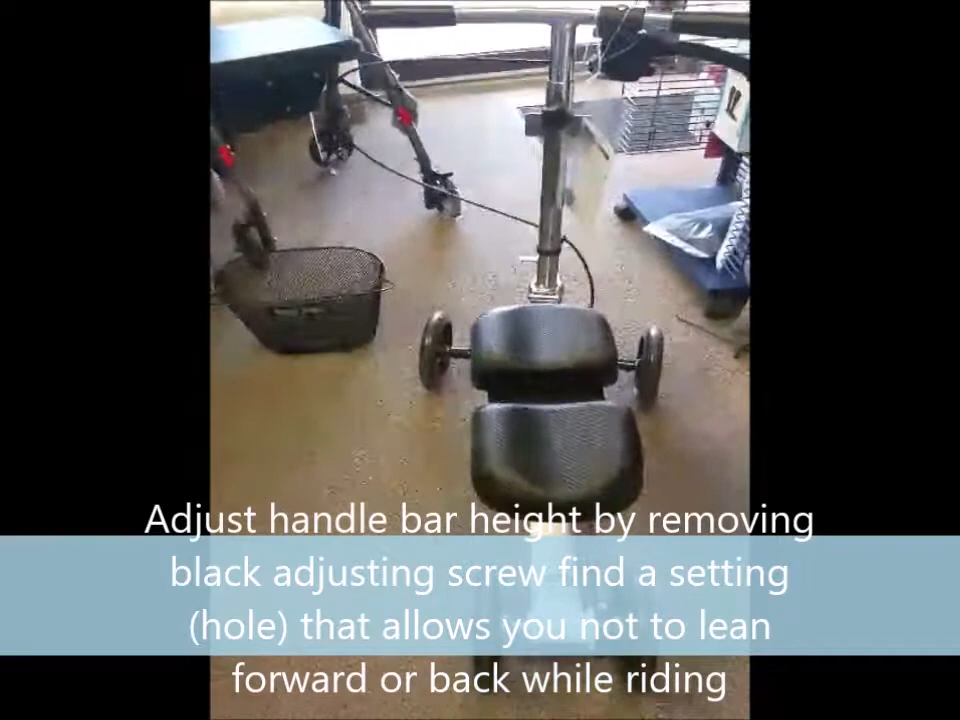 Adjust handle bar height by removing
black adjusting screw find a setting
(hole) that allows you not to lean
forward or back while riding